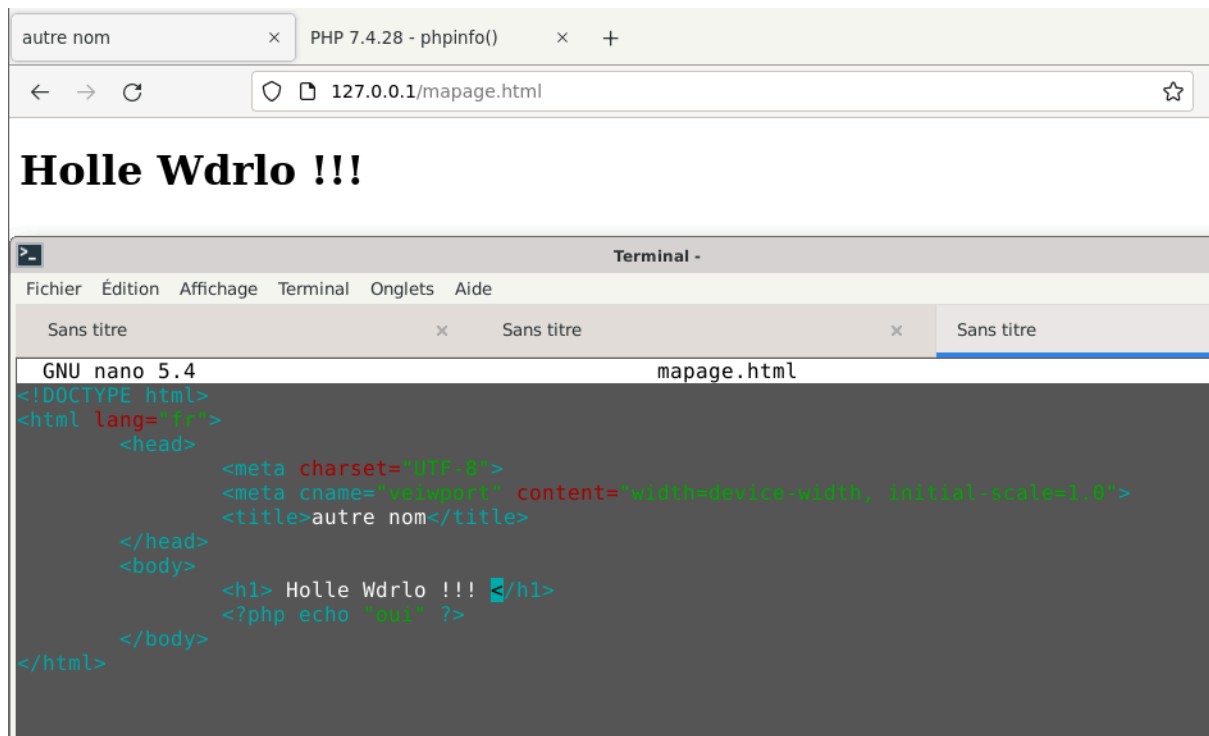 autre nom × PHP 7.4.28 - phpinfo() × +
127.0.0.1/mapage.html
Holle Wdrlo !!!
Terminal -
Fichier Édition Affichage Terminal Onglets Aide
Sans titre × Sans titre × Sans titre
GNU nano 5.4 mapage.html
<!DOCTYPE html>
<html lang="fr">
<head>
<meta charset="UTF-8">
<meta cname="veiwport" content="width=device-width, initial-scale=1.0">
<title>autre nom</title>
</head>
<body>
<h1> Holle Wdrlo !!! </h1>
<?php echo "oui" ?>
</body>
</html>